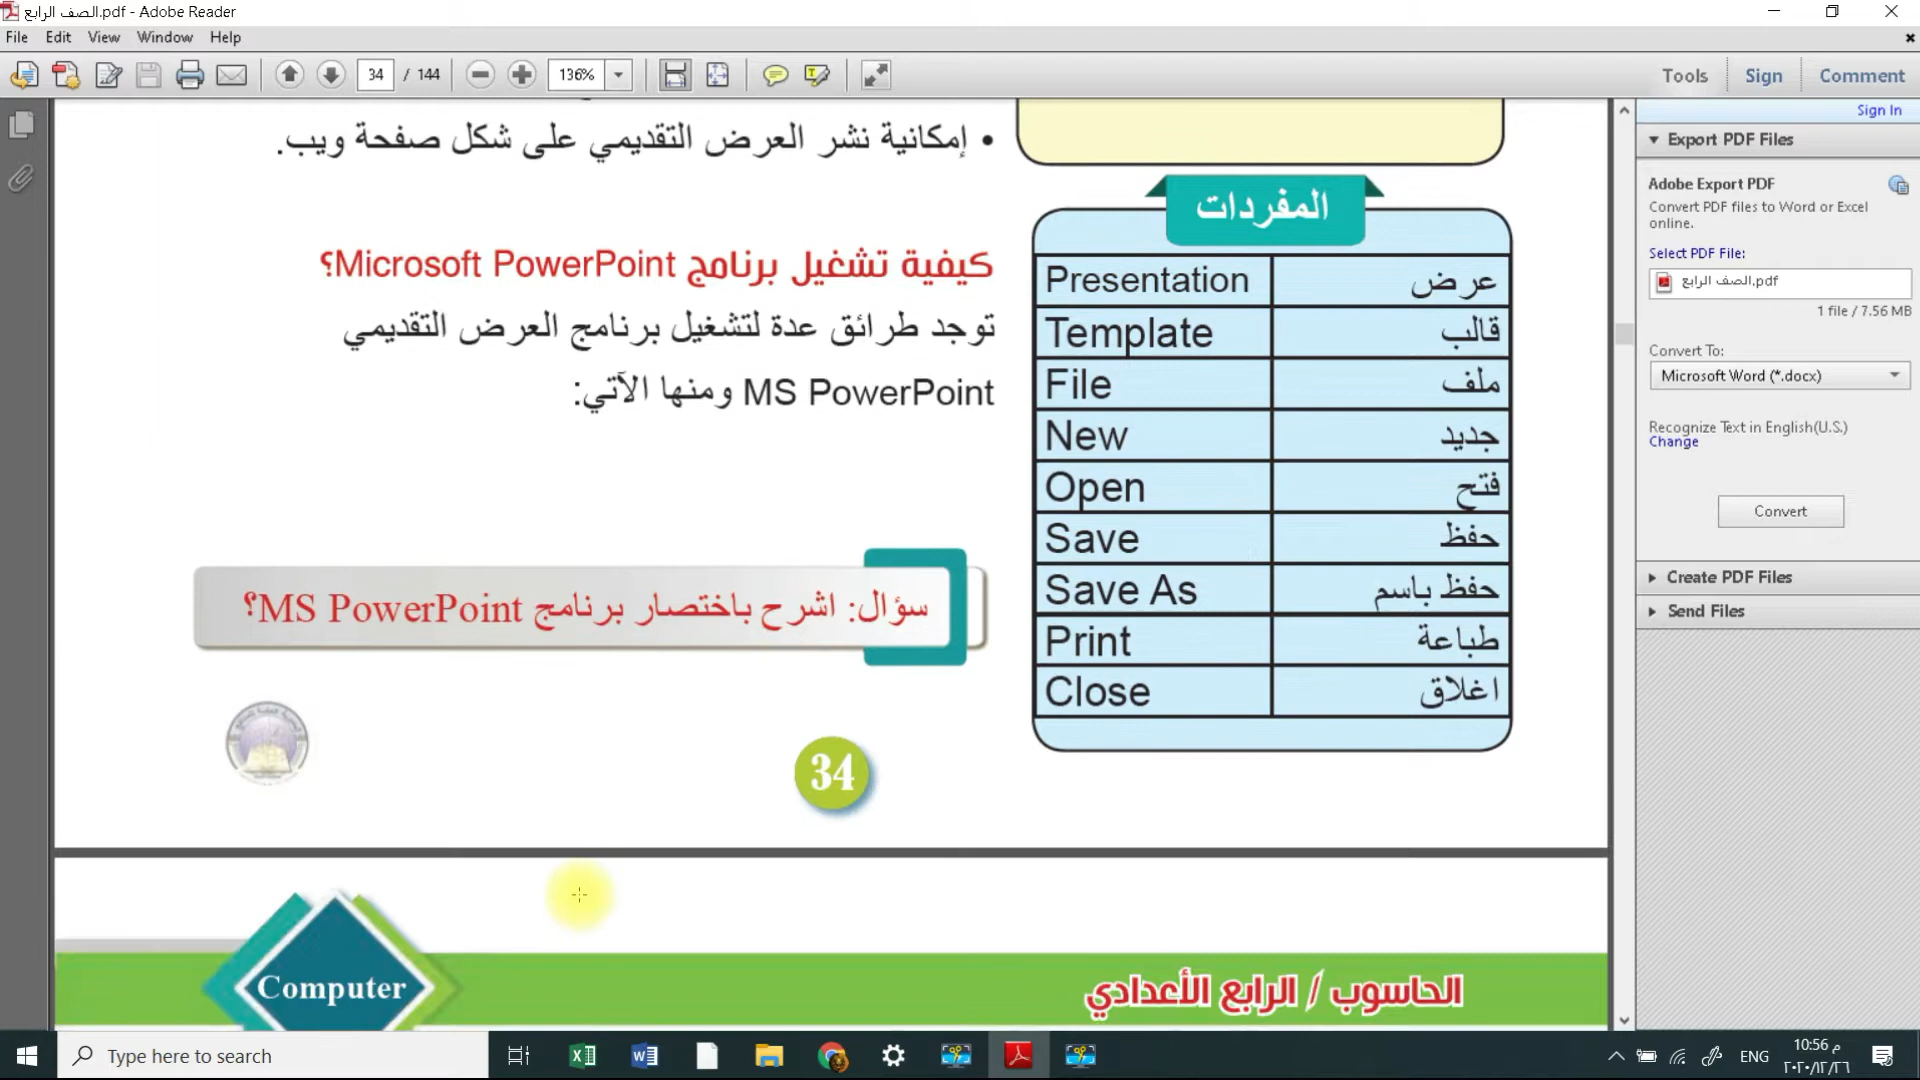 الصف الرابع.pdf - Adobe Reader
File Edit View Window Help
34 / 144 136% Tools Sign Comment
• إمكانية نشر العرض التقديمي على شكل صفحة ويب.
كيفية تشغيل برنامج Microsoft PowerPoint؟
توجد طرائق عدة لتشغيل برنامج العرض التقديمي
MS PowerPoint ومنها الآتي:
سؤال: اشرح باختصار برنامج MS PowerPoint؟
المفردات
Presentation عرض
Template قالب
File ملف
New جديد
Open فتح
Save حفظ
Save As حفظ باسم
Print طباعة
Close اغلاق
34
Computer
الحاسوب / الرابع الأعدادي
Sign In
Export PDF Files
Adobe Export PDF
Convert PDF files to Word or Excel
online.
Select PDF File:
الصف الرابع.pdf
1 file / 7.56 MB
Convert To:
Microsoft Word (*.docx)
Recognize Text in English(U.S.)
Change
Convert
Create PDF Files
Send Files
Type here to search
ENG
10:56 م
٢٠٢٠/١٢/٢٦